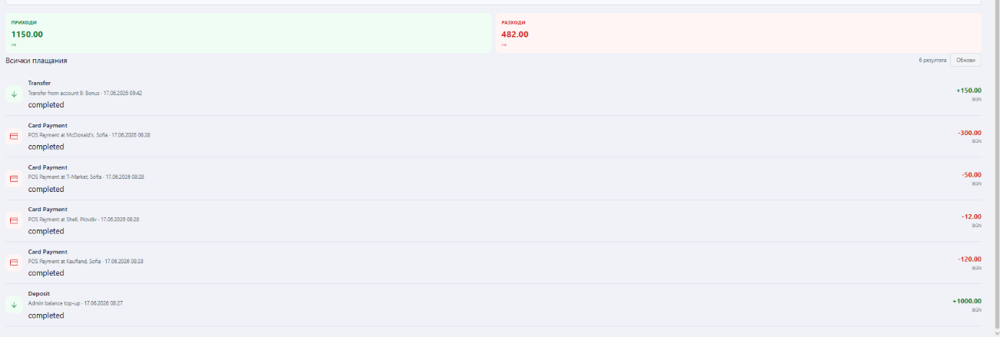 ПРИХОДИ
1150.00
лв
РАЗХОДИ
482.00
лв
Всички плащания
6 резултата
Обнови
Transfer
Transfer from account 9: Bonus · 17.06.2026 09:42
completed
+150.00
BGN
Card Payment
POS Payment at McDonald's, Sofia · 17.06.2026 08:28
completed
-300.00
BGN
Card Payment
POS Payment at T-Market, Sofia · 17.06.2026 08:28
completed
-50.00
BGN
Card Payment
POS Payment at Shell, Plovdiv · 17.06.2026 08:28
completed
-12.00
BGN
Card Payment
POS Payment at Kaufland, Sofia · 17.06.2026 08:28
completed
-120.00
BGN
Deposit
Admin balance top-up · 17.06.2026 08:27
completed
+1000.00
BGN